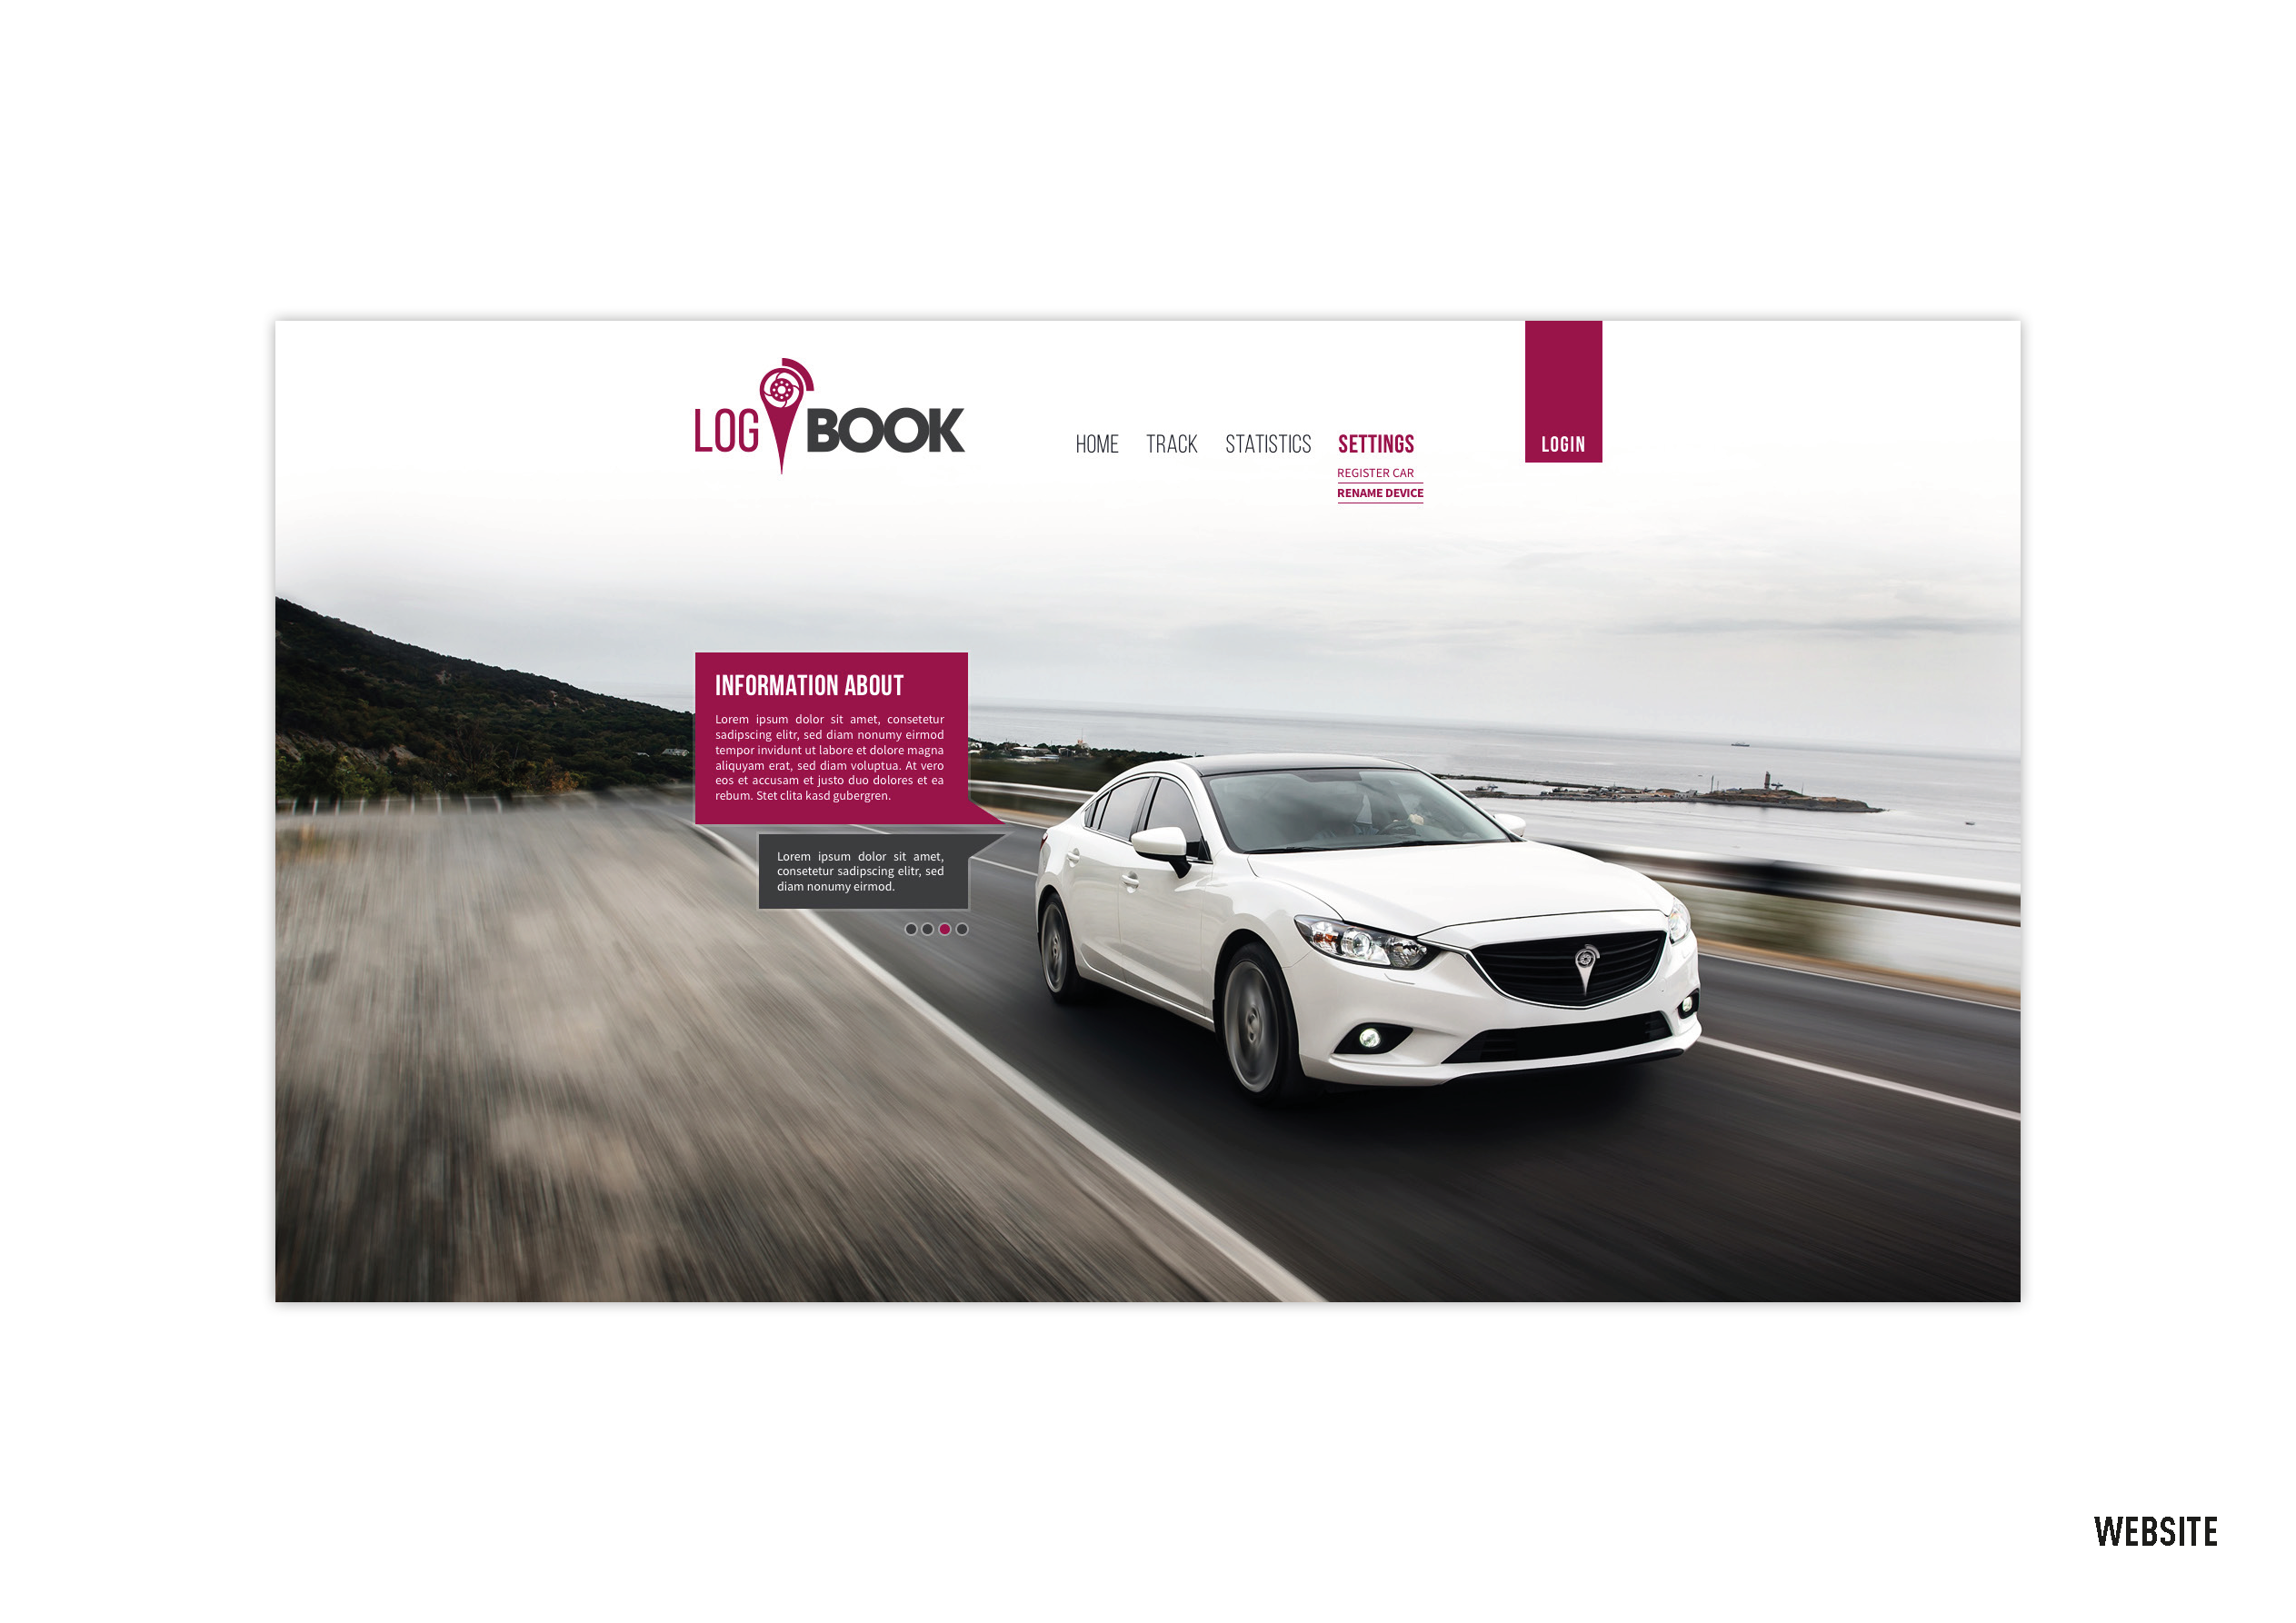 LOG BOOK
HOME TRACK STATISTICS SETTINGS LOGIN
REGISTER CAR
RENAME DEVICE
INFORMATION ABOUT
Lorem ipsum dolor sit amet, consetetur
sadipscing elitr, sed diam nonumy eirmod
tempor invidunt ut labore et dolore magna
aliquyam erat, sed diam voluptua. At vero
eos et accusam et justo duo dolores et ea
rebum. Stet clita kasd gubergren.
Lorem ipsum dolor sit amet,
consetetur sadipscing elitr, sed
diam nonumy eirmod.
WEBSITE